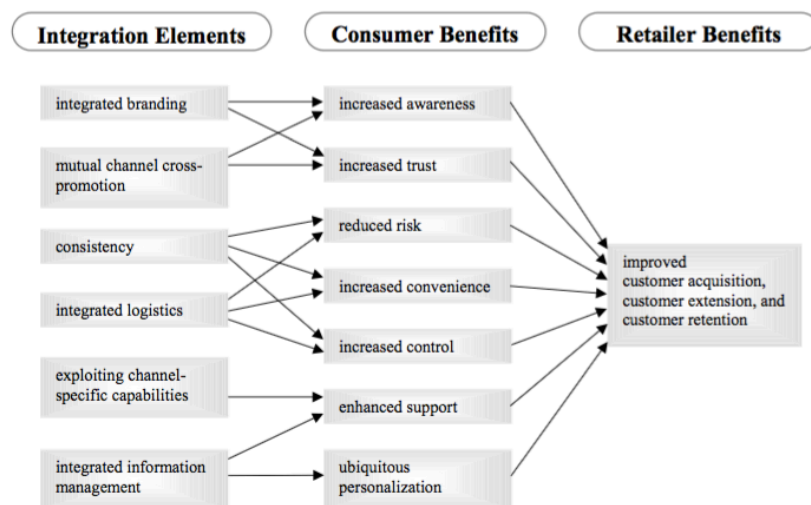 Integration Elements
Consumer Benefits
Retailer Benefits
integrated branding
mutual channel cross-
promotion
consistency
integrated logistics
exploiting channel-
specific capabilities
integrated information
management
increased awareness
increased trust
reduced risk
increased convenience
increased control
enhanced support
ubiquitous
personalization
improved
customer acquisition,
customer extension, and
customer retention